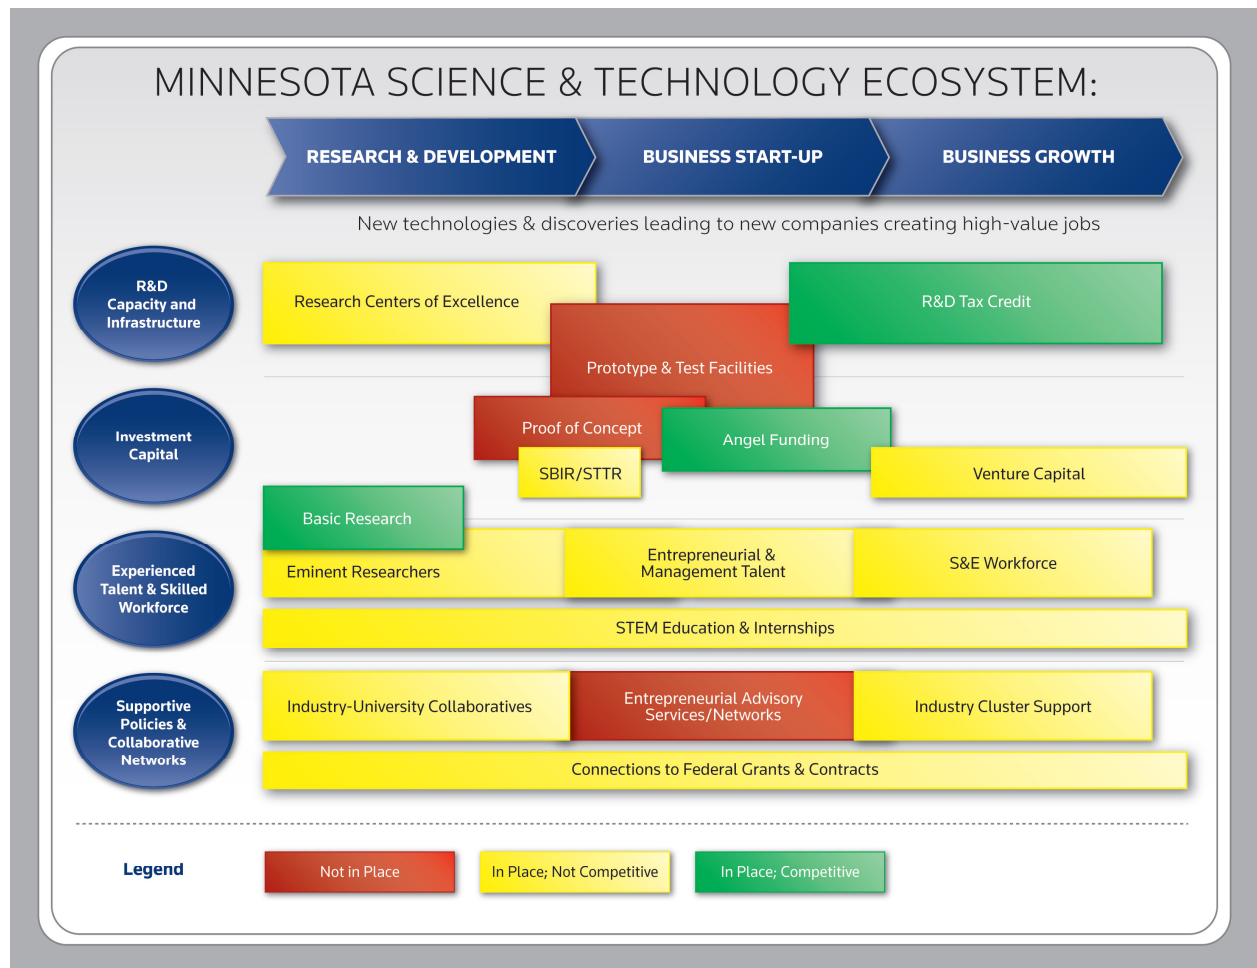 MINNESOTA SCIENCE & TECHNOLOGY ECOSYSTEM:
RESEARCH & DEVELOPMENT
BUSINESS START-UP
BUSINESS GROWTH
New technologies & discoveries leading to new companies creating high-value jobs
R&D
Capacity and
Infrastructure
Research Centers of Excellence
R&D Tax Credit
Prototype & Test Facilities
Investment
Capital
Proof of Concept
Angel Funding
SBIR/STTR
Venture Capital
Basic Research
Experienced
Talent & Skilled
Workforce
Eminent Researchers
Entrepreneurial &
Management Talent
S&E Workforce
STEM Education & Internships
Supportive
Policies &
Collaborative
Networks
Industry-University Collaboratives
Entrepreneurial Advisory
Services/Networks
Industry Cluster Support
Connections to Federal Grants & Contracts
Legend
Not in Place
In Place; Not Competitive
In Place; Competitive